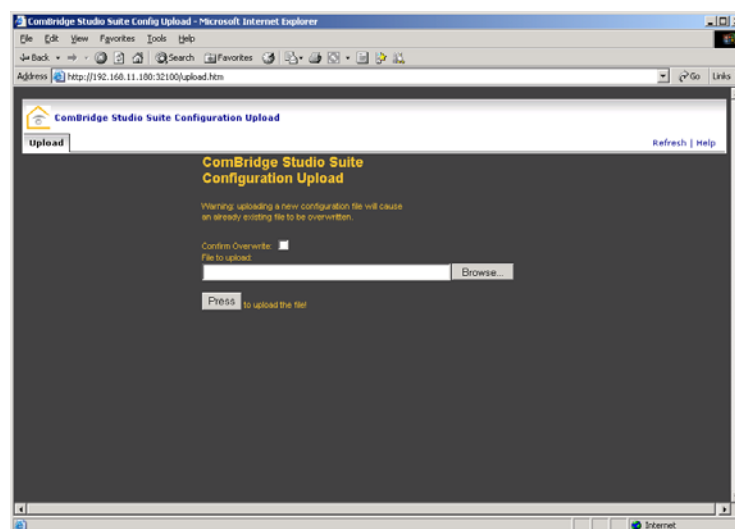 ComBridge Studio Suite Config Upload - Microsoft Internet Explorer
File Edit View Favorites Tools Help
Back Search Favorites
Address http://192.168.11.180:32100/upload.htm Go Links
ComBridge Studio Suite Configuration Upload
Upload Refresh | Help
ComBridge Studio Suite
Configuration Upload
Warning: uploading a new configuration file will cause
an already existing file to be overwritten.
Confirm Overwrite:
File to upload:
Browse...
Press to upload the file!
Internet